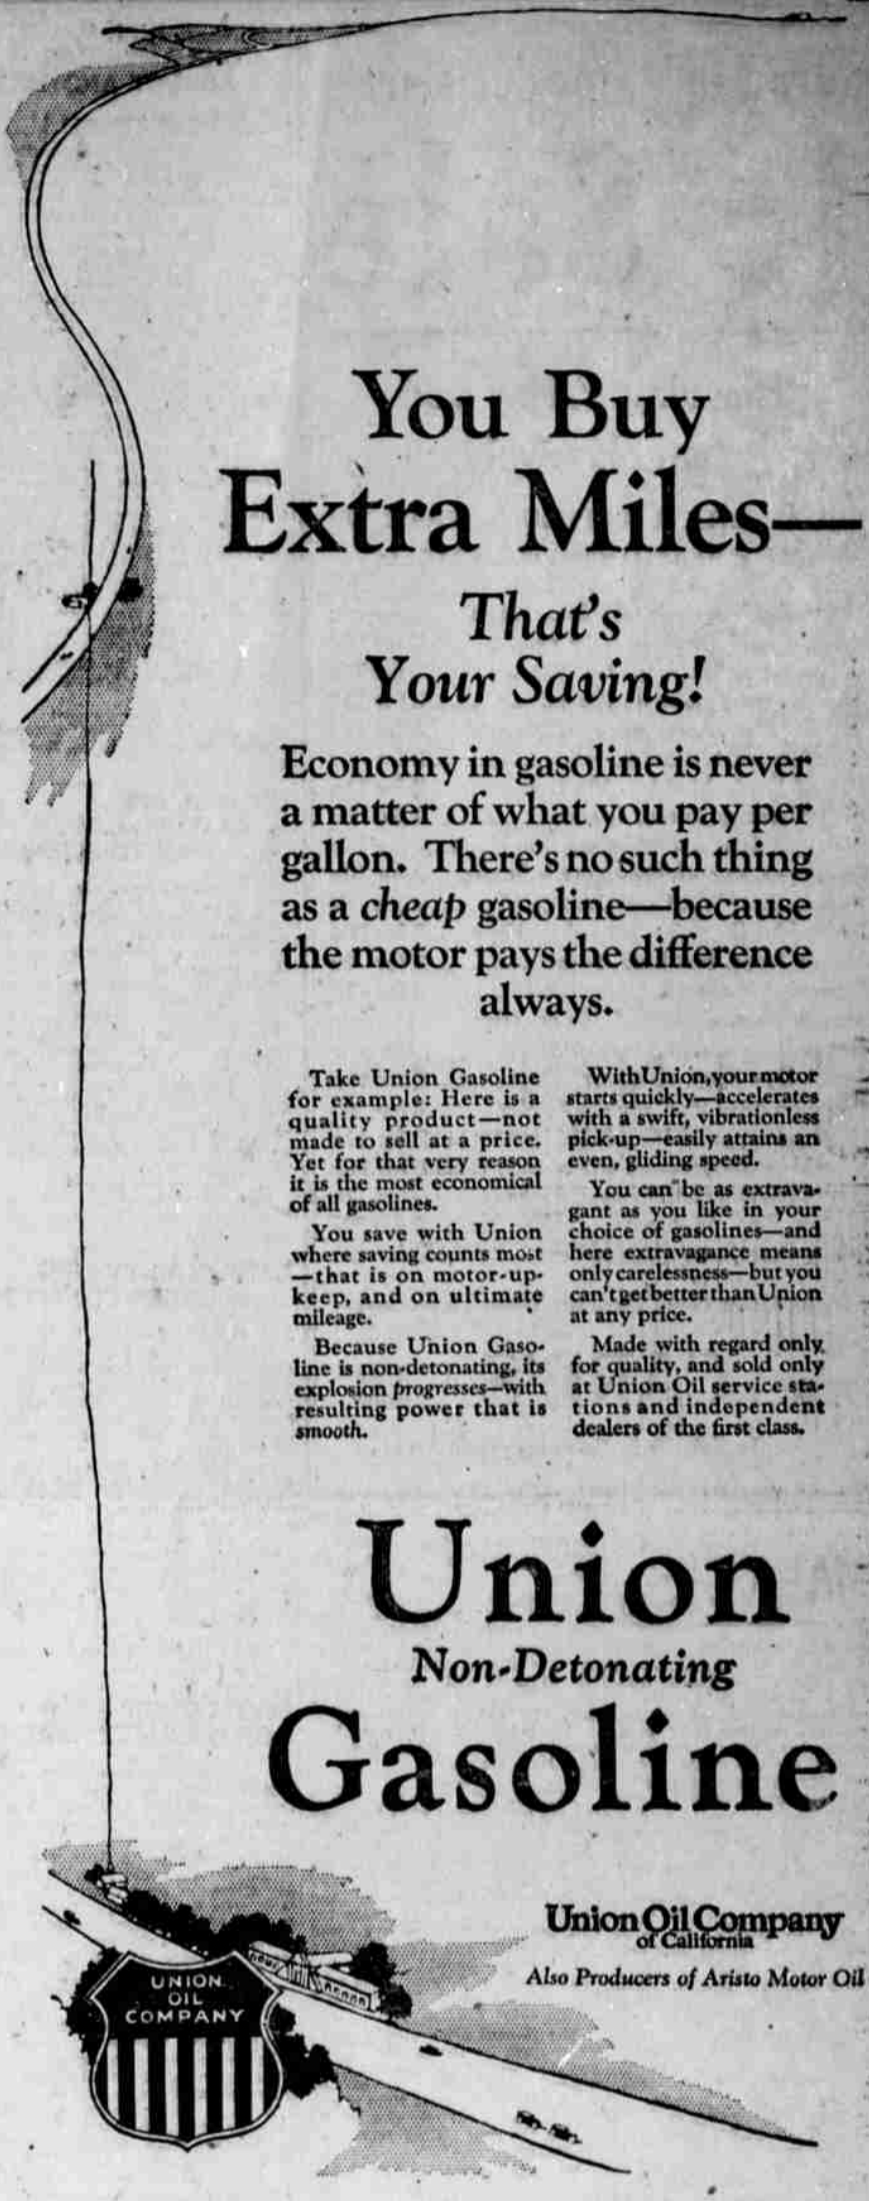 You Buy
Extra Miles—
That's
Your Saving!
Economy in gasoline is never
a matter of what you pay per
gallon. There's no such thing
as a cheap gasoline—because
the motor pays the difference
always.
Take Union Gasoline
for example: Here is a
quality product—not
made to sell at a price.
Yet for that very reason
it is the most economical
of all gasolines.
You save with Union
where saving counts most
—that is on motor-up-
keep, and on ultimate
mileage.
Because Union Gaso-
line is non-detonating, its
explosion progresses—with
resulting power that is
smooth.
With Union, your motor
starts quickly—accelerates
with a swift, vibrationless
pick-up—easily attains an
even, gliding speed.
You can be as extrava-
gant as you like in your
choice of gasolines—and
here extravagance means
only carelessness—but you
can't get better than Union
at any price.
Made with regard only
for quality, and sold only
at Union Oil service sta-
tions and independent
dealers of the first class.
Union
Non-Detonating
Gasoline
Union Oil Company
of California
Also Producers of Aristo Motor Oil
UNION
OIL
COMPANY